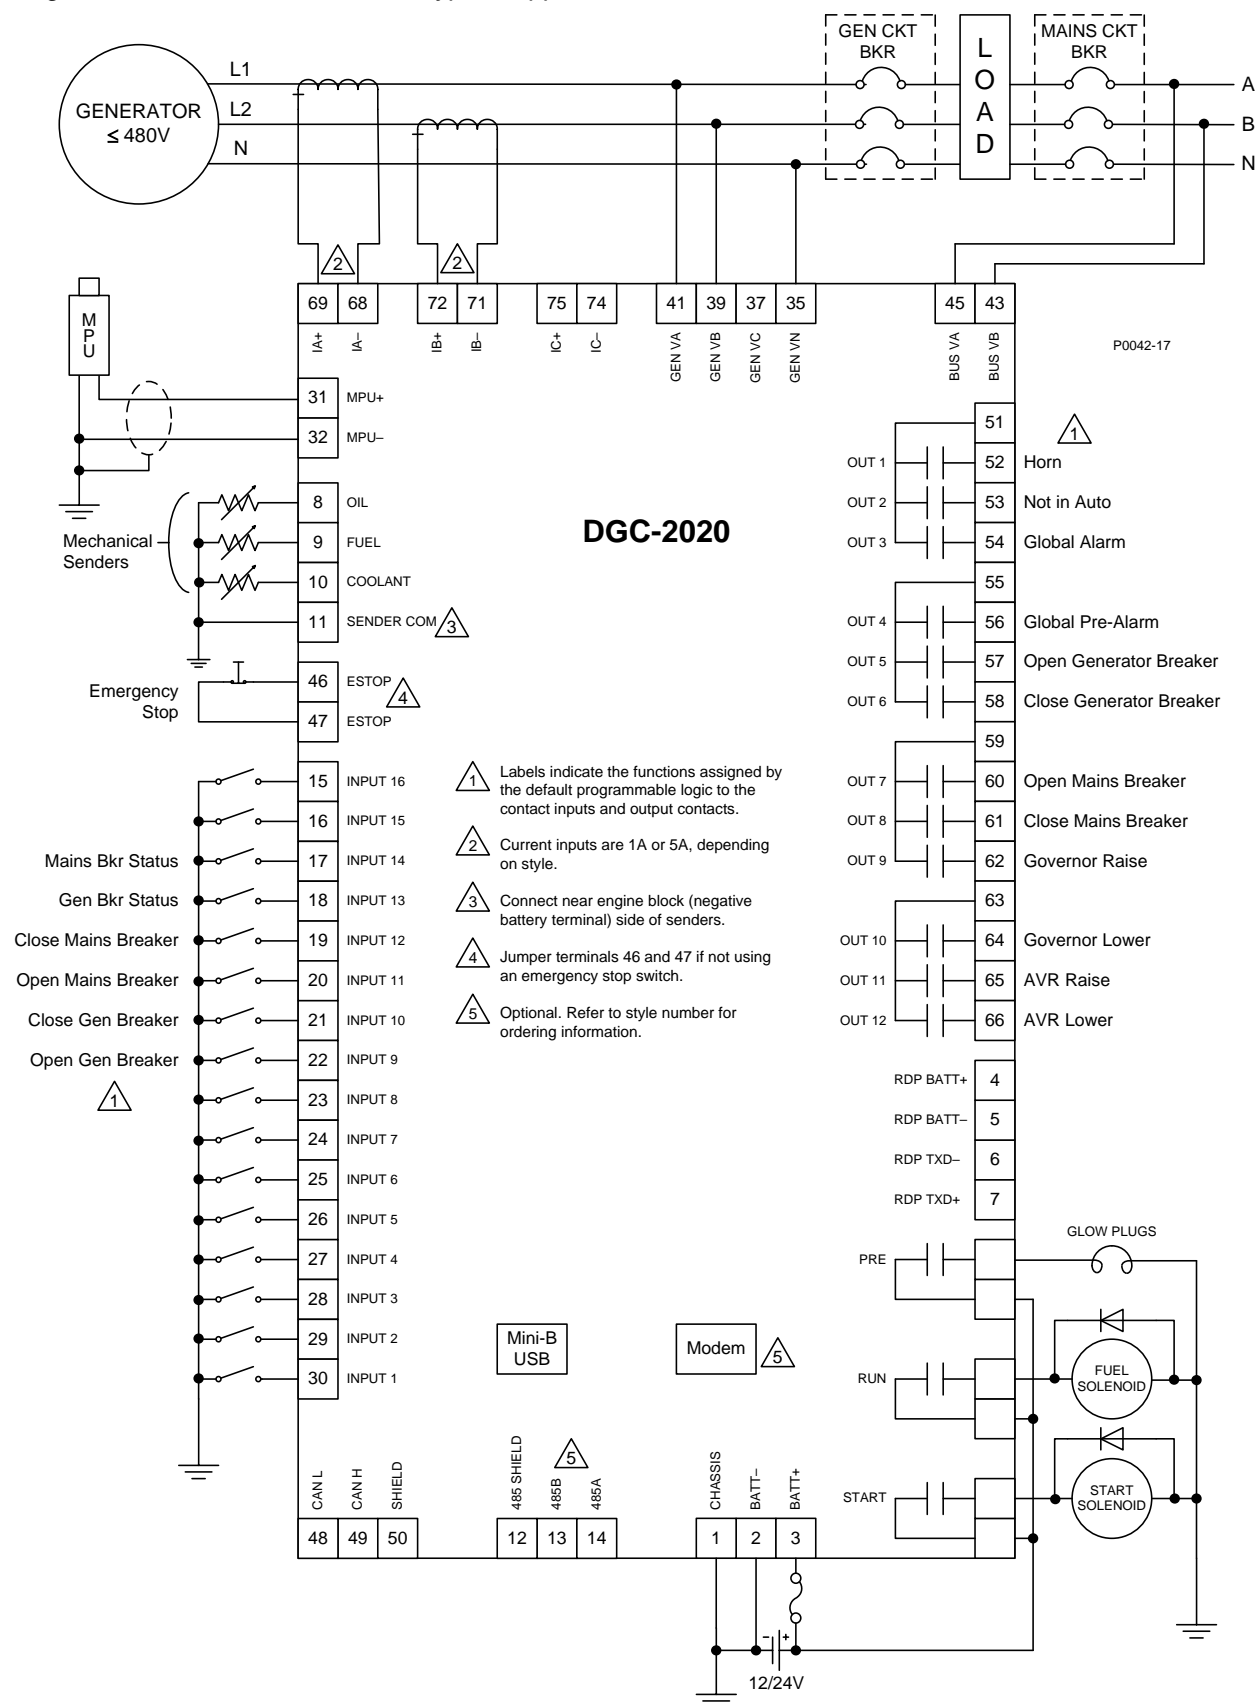 GEN CKT
BKR
L
O
A
D
MAINS CKT
BKR
GENERATOR
≤ 480V
L1
L2
N
A
B
N
2
2
69
68
72
71
75
74
41
39
37
35
45
43
IA+
IA–
IB+
IB–
IC+
IC–
GEN VA
GEN VB
GEN VC
GEN VN
BUS VA
BUS VB
P0042-17
MPU
31 MPU+
32 MPU–
Mechanical
Senders
8 OIL
9 FUEL
10 COOLANT
11 SENDER COM 3
Emergency
Stop
46 ESTOP
4
47 ESTOP
DGC-2020
51
1
OUT 1 52 Horn
OUT 2 53 Not in Auto
OUT 3 54 Global Alarm
55
OUT 4 56 Global Pre-Alarm
OUT 5 57 Open Generator Breaker
OUT 6 58 Close Generator Breaker
59
OUT 7 60 Open Mains Breaker
OUT 8 61 Close Mains Breaker
OUT 9 62 Governor Raise
63
OUT 10 64 Governor Lower
OUT 11 65 AVR Raise
OUT 12 66 AVR Lower
15 INPUT 16
16 INPUT 15
Mains Bkr Status 17 INPUT 14
Gen Bkr Status 18 INPUT 13
Close Mains Breaker 19 INPUT 12
Open Mains Breaker 20 INPUT 11
Close Gen Breaker 21 INPUT 10
Open Gen Breaker 22 INPUT 9
1
23 INPUT 8
24 INPUT 7
25 INPUT 6
26 INPUT 5
27 INPUT 4
28 INPUT 3
29 INPUT 2
30 INPUT 1
1 Labels indicate the functions assigned by
the default programmable logic to the
contact inputs and output contacts.
2 Current inputs are 1A or 5A, depending
on style.
3 Connect near engine block (negative
battery terminal) side of senders.
4 Jumper terminals 46 and 47 if not using
an emergency stop switch.
5 Optional. Refer to style number for
ordering information.
RDP BATT+ 4
RDP BATT– 5
RDP TXD– 6
RDP TXD+ 7
GLOW PLUGS
PRE
RUN
FUEL
SOLENOID
START
START
SOLENOID
Mini-B
USB
Modem
5
CAN L
CAN H
SHIELD
485 SHIELD
485B
485A
5
CHASSIS
BATT–
BATT+
48
49
50
12
13
14
1
2
3
- +
12/24V